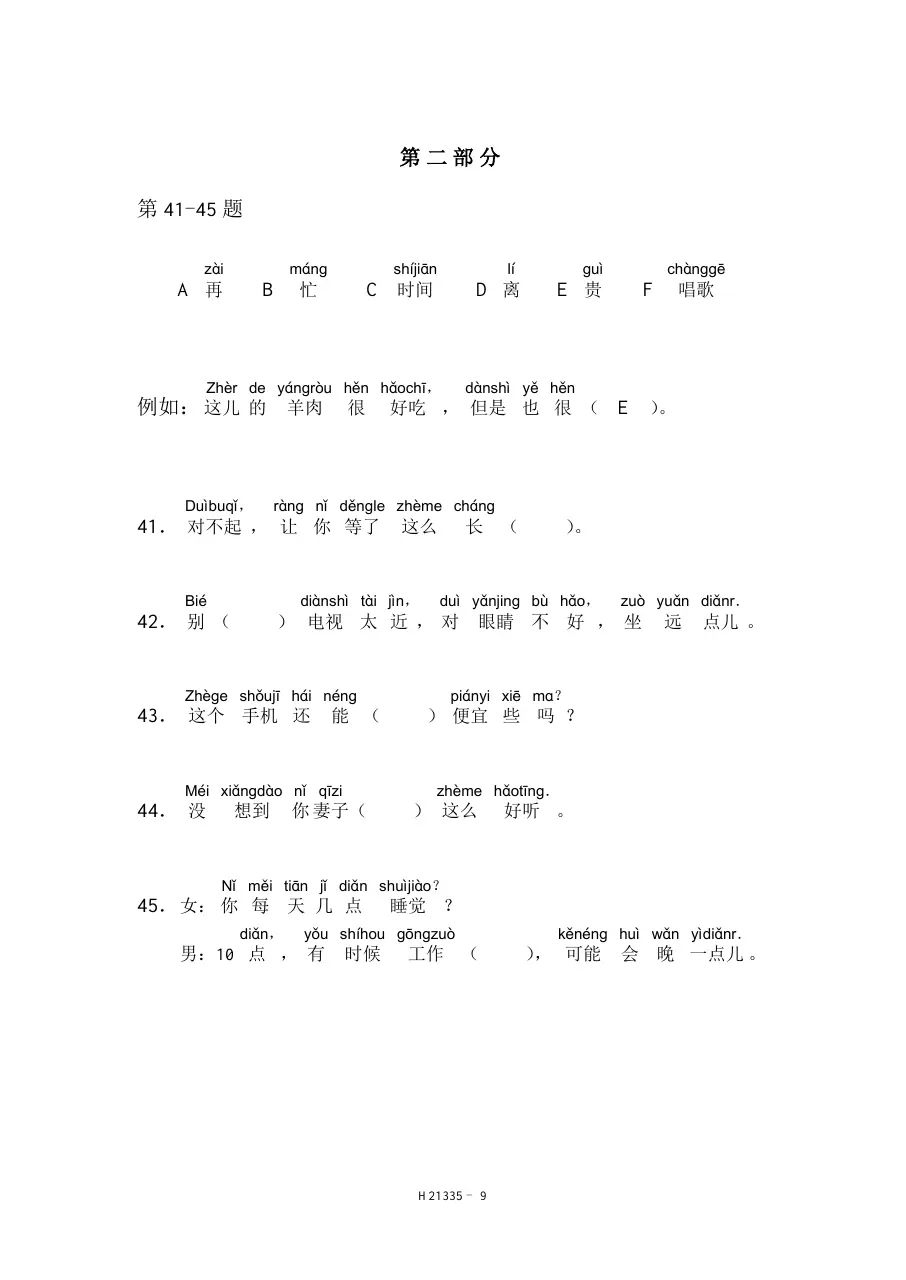 第二部分
第 41-45 题
zài máng shíjiān lí guì chànggē
A 再 B 忙 C 时间 D 离 E 贵 F 唱歌
Zhèr de yángròu hěn hǎochī, dànshì yě hěn
例如：这儿 的 羊肉 很 好吃 ， 但是 也 很 （ E ）。
Duìbuqǐ, ràng nǐ děngle zhème cháng
41． 对不起 ， 让 你 等了 这么 长 （ ）。
Bié diànshì tài jìn, duì yǎnjing bù hǎo, zuò yuǎn diǎnr.
42． 别 （ ） 电视 太 近 ， 对 眼睛 不 好 ， 坐 远 点儿 。
Zhège shǒujī hái néng piányi xiē ma?
43． 这个 手机 还 能 （ ） 便宜 些 吗 ？
Méi xiǎngdào nǐ qīzi zhème hǎotīng.
44． 没 想到 你 妻子（ ） 这么 好听 。
Nǐ měi tiān jǐ diǎn shuìjiào?
45．女：你 每 天 几 点 睡觉 ？
diǎn, yǒu shíhou gōngzuò kěnéng huì wǎn yìdiǎnr.
男：10 点 ， 有 时候 工作 （ ）， 可能 会 晚 一点儿 。
H21335 - 9